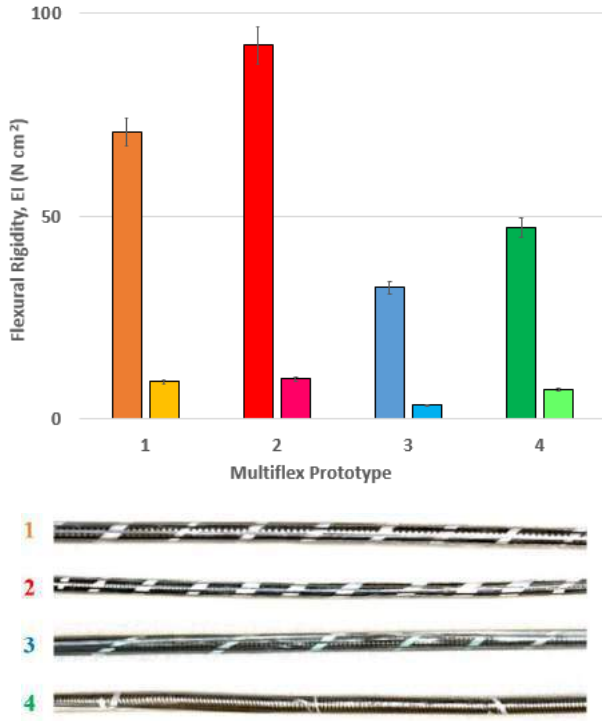 100
50
0
Flexural Rigidity, EI (N cm²)
1 2 3 4
Multiflex Prototype
1
2
3
4